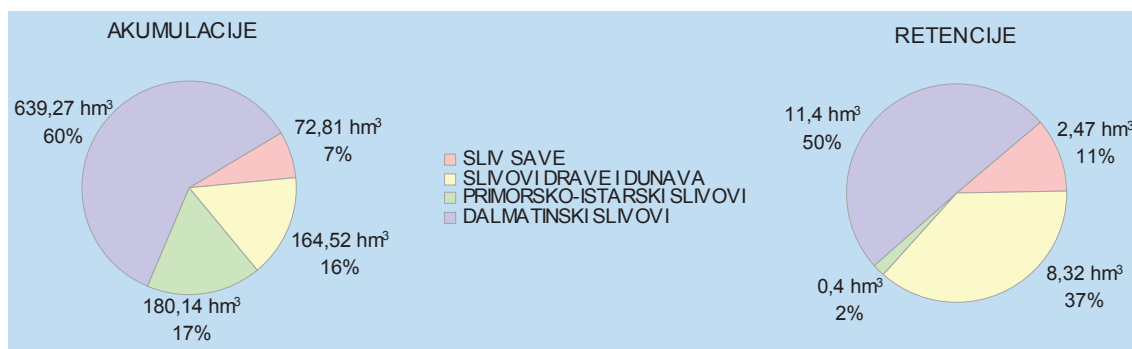 AKUMULACIJE
639,27 hm³
60%
72,81 hm³
7%
164,52 hm³
16%
180,14 hm³
17%
SLIV SAVE
SLIVOVI DRAVE I DUNAVA
PRIMORSKO-ISTARSKI SLIVOVI
DALMATINSKI SLIVOVI
RETENCIJE
11,4 hm³
50%
2,47 hm³
11%
8,32 hm³
37%
0,4 hm³
2%